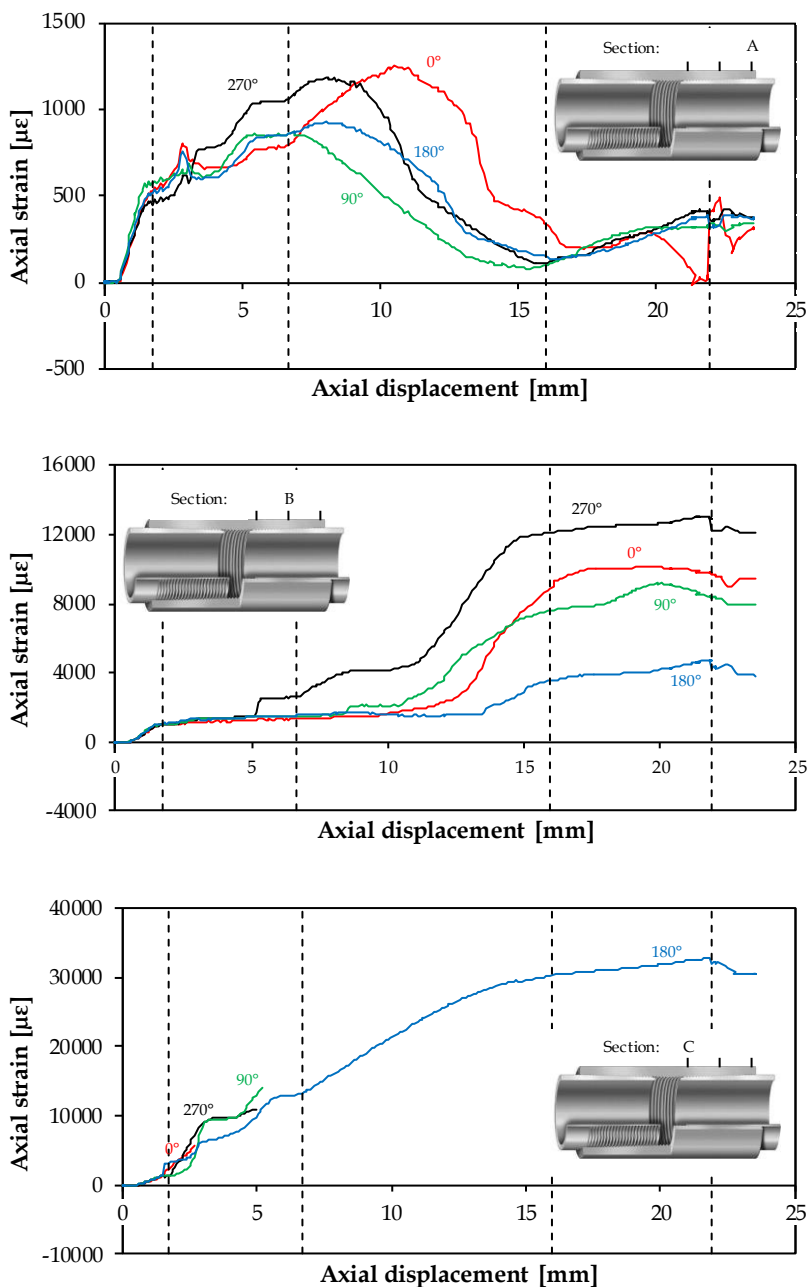 1500
Section: A
0°
270°
1000
180°
500
90°
0
0 5 10 15 20 25
-500
Axial strain [με]
Axial displacement [mm]
16000
Section: B
270°
12000
0°
8000
90°
180°
4000
0
0 5 10 15 20 25
-4000
Axial strain [με]
Axial displacement [mm]
40000
180°
30000
Section: C
20000
90°
270°
10000
0°
0
0 5 10 15 20 25
-10000
Axial strain [με]
Axial displacement [mm]